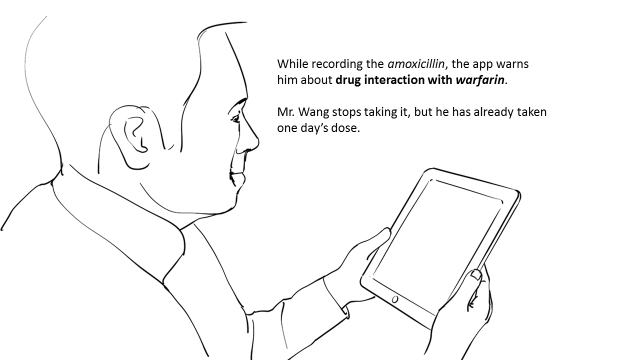 While recording the amoxicillin, the app warns
him about drug interaction with warfarin.
Mr. Wang stops taking it, but he has already taken
one day's dose.